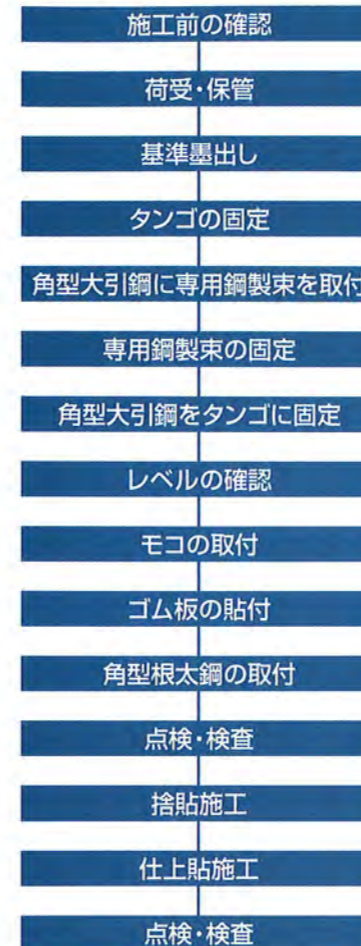 施工前の確認
荷受・保管
基準墨出し
タンゴの固定
角型大引鋼に専用鋼製束を取付
専用鋼製束の固定
角型大引鋼をタンゴに固定
レベルの確認
モコの取付
ゴム板の貼付
角型根太鋼の取付
点検・検査
捨貼施工
仕上貼施工
点検・検査